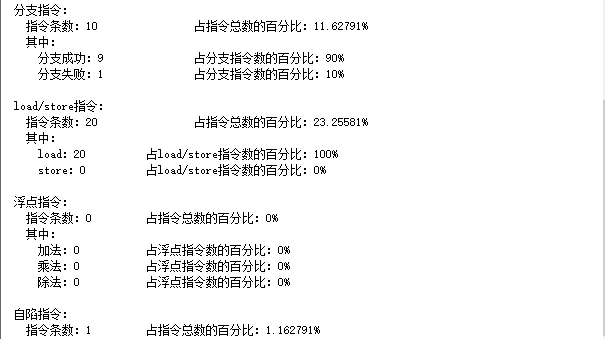 分支指令:
指令条数: 10 占指令总数的百分比: 11.62791%
其中:
分支成功: 9 占分支指令数的百分比: 90%
分支失败: 1 占分支指令数的百分比: 10%
load/store指令:
指令条数: 20 占指令总数的百分比: 23.25581%
其中:
load: 20 占load/store指令数的百分比: 100%
store: 0 占load/store指令数的百分比: 0%
浮点指令:
指令条数: 0 占指令总数的百分比: 0%
其中:
加法: 0 占浮点指令数的百分比: 0%
乘法: 0 占浮点指令数的百分比: 0%
除法: 0 占浮点指令数的百分比: 0%
自陷指令:
指令条数: 1 占指令总数的百分比: 1.162791%